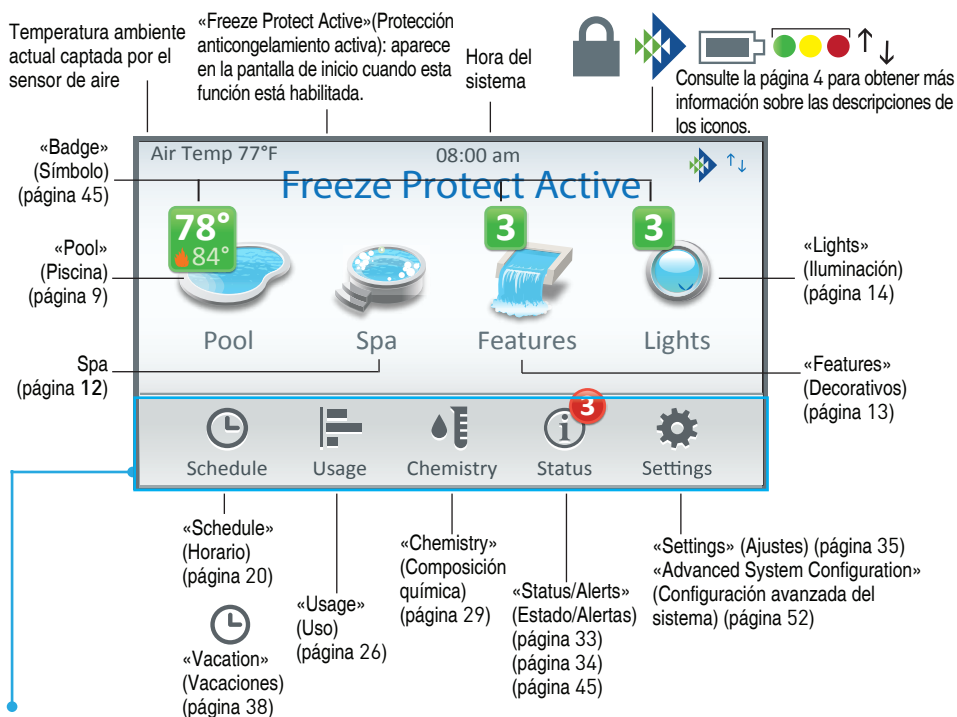 Temperatura ambiente
actual captada por el
sensor de aire
«Freeze Protect Active»(Protección
anticongelamiento activa): aparece
en la pantalla de inicio cuando esta
función está habilitada.
Hora del
sistema
Consulte la página 4 para obtener más
información sobre las descripciones de
los iconos.
«Badge»
(Símbolo)
(página 45)
«Pool»
(Piscina)
(página 9)
Spa
(página 12)
Air Temp 77°F
08:00 am
Freeze Protect Active
78°
84°
3
3
Pool
Spa
Features
Lights
«Lights»
(Iluminación)
(página 14)
«Features»
(Decorativos)
(página 13)
3
Schedule
Usage
Chemistry
Status
Settings
«Schedule»
(Horario)
(página 20)
«Vacation»
(Vacaciones)
(página 38)
«Usage»
(Uso)
(página 26)
«Chemistry»
(Composición
química)
(página 29)
«Status/Alerts»
(Estado/Alertas)
(página 33)
(página 34)
(página 45)
«Settings» (Ajustes) (página 35)
«Advanced System Configuration»
(Configuración avanzada del
sistema) (página 52)